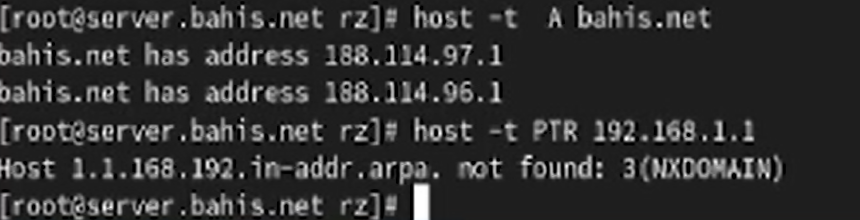 [root@server.bahis.net rz]# host -t  A bahis.net
bahis.net has address 188.114.97.1
bahis.net has address 188.114.96.1
[root@server.bahis.net rz]# host -t PTR 192.168.1.1
Host 1.1.168.192.in-addr.arpa. not found: 3(NXDOMAIN)
[root@server.bahis.net rz]#